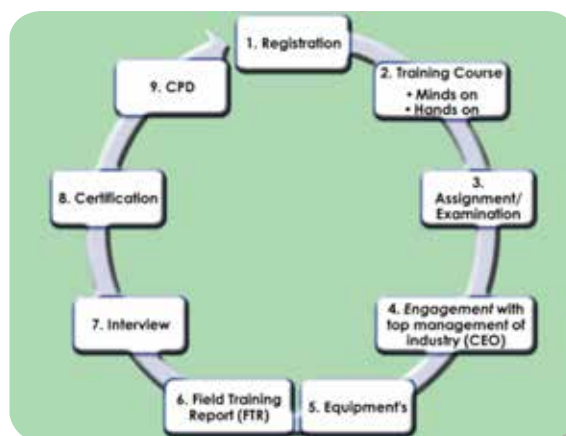 1. Registration
2. Training Course
• Minds on
• Hands on
3.
Assignment/
Examination
4. Engagement with
top management of
industry (CEO)
5. Equipment's
6. Field Training
Report (FTR)
7. Interview
8. Certification
9. CPD